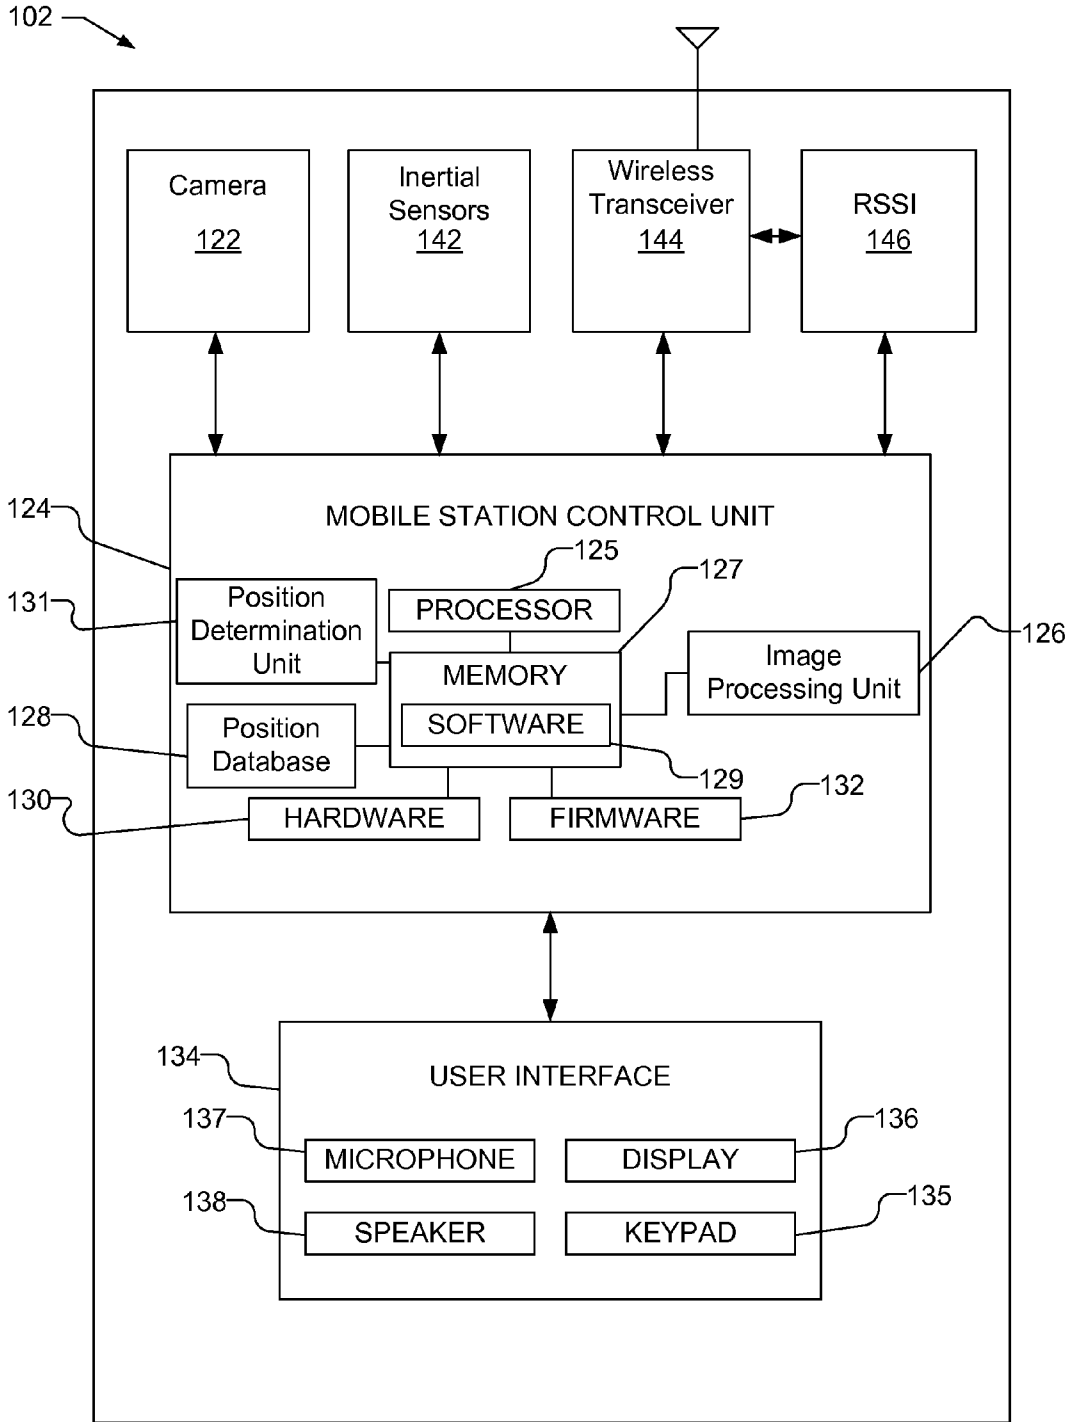 102
Camera
122
Inertial
Sensors
142
Wireless
Transceiver
144
RSSI
146
124
MOBILE STATION CONTROL UNIT
125
127
131
Position
Determination
Unit
PROCESSOR
126
Image
Processing Unit
MEMORY
SOFTWARE
128
Position
Database
129
130
132
HARDWARE
FIRMWARE
134
USER INTERFACE
137
136
MICROPHONE
DISPLAY
138
135
SPEAKER
KEYPAD